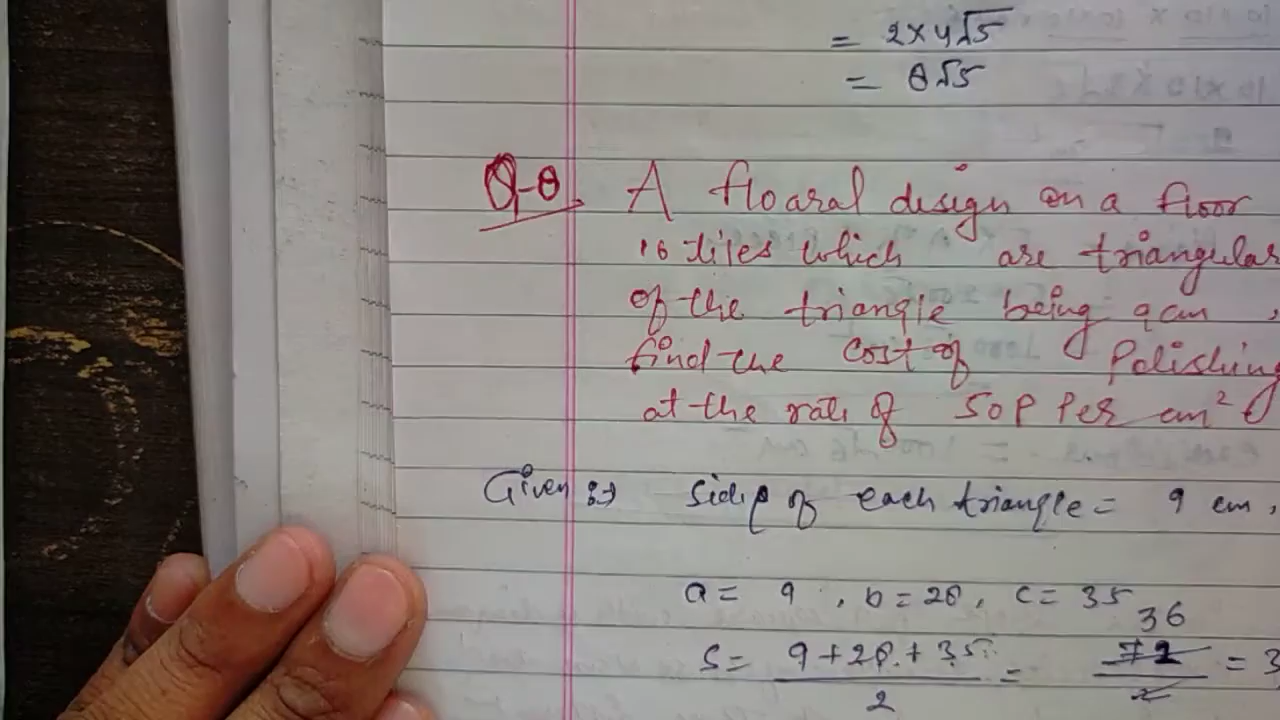 = 2×4√5
= 8√5
Q-8 A floaral design on a floor
16 tiles which are triangular
of the triangle being 9cm,
find the cost of Polishing
at the rate of 50P Per cm²
Given :→ Side of each triangle = 9 cm,
a = 9, b = 28, c = 35
36
S = 9+28+35 = 72 = 3
2 2